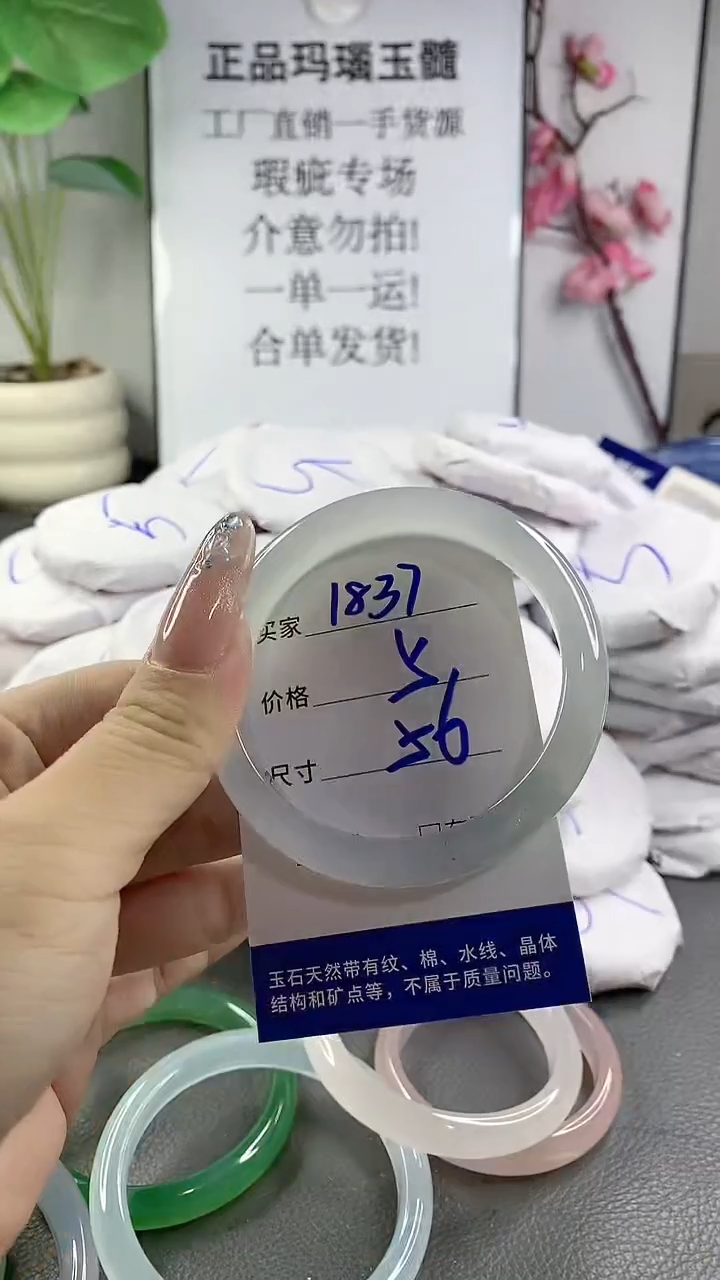 正品玛瑙玉髓
工厂直销一手货源
瑕疵专场
介意勿拍!
一单一运!
合单发货!
买家 1837
价格
尺寸 56
玉石天然带有纹、棉、水线、晶体
结构和矿点等，不属于质量问题。